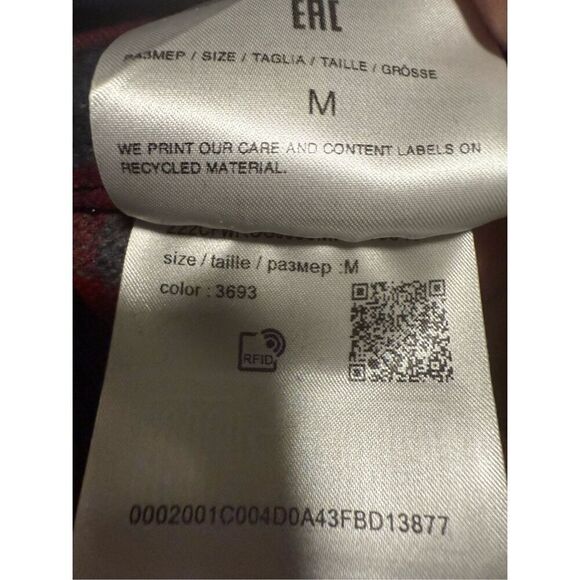 EAC
РАЗМЕР / SIZE / TAGLIA / TAILLE / GRÖSSE
M
WE PRINT OUR CARE AND CONTENT LABELS ON
RECYCLED MATERIAL.
size / taille / размер :M
color : 3693
RFID
0002001C004D0A43FBD13877